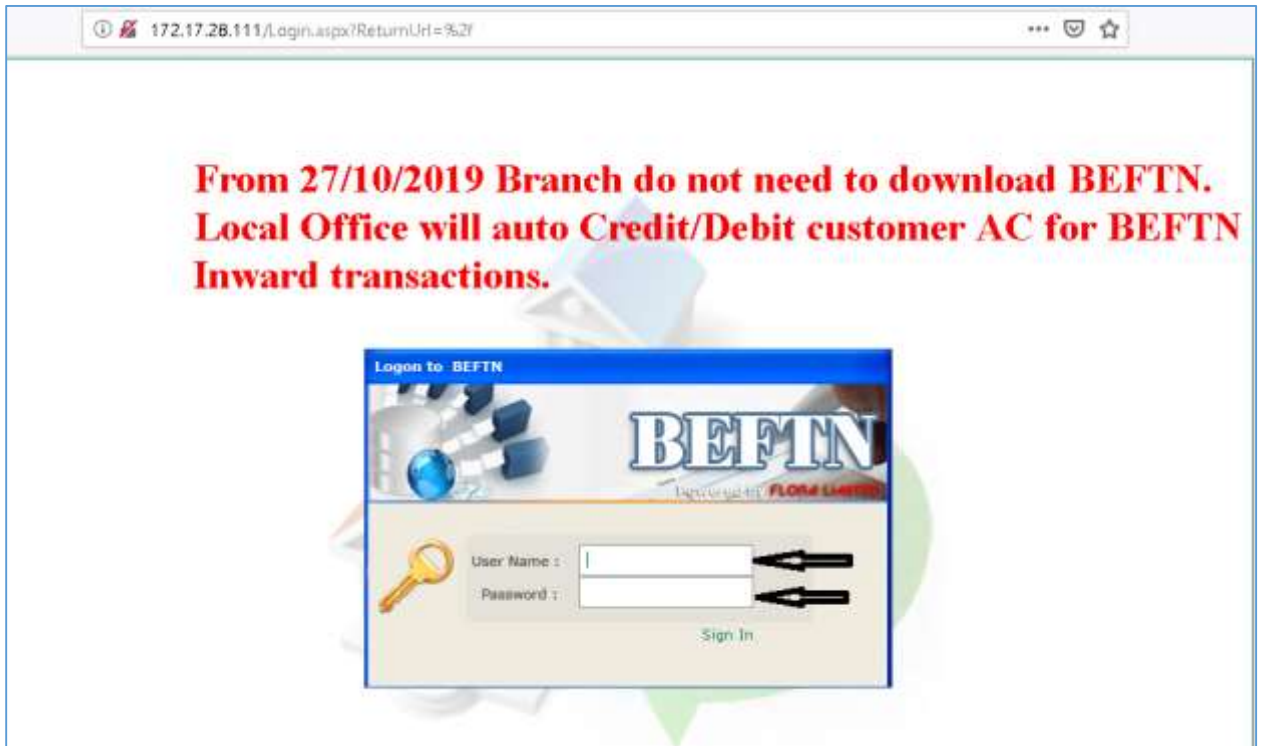 172.17.28.111/Login.aspx?ReturnUrl=%2f
From 27/10/2019 Branch do not need to download BEFTN.
Local Office will auto Credit/Debit customer AC for BEFTN
Inward transactions.
Logon to BEFTN
BEFTN
FLORA LIMITED
User Name :
Password :
Sign In